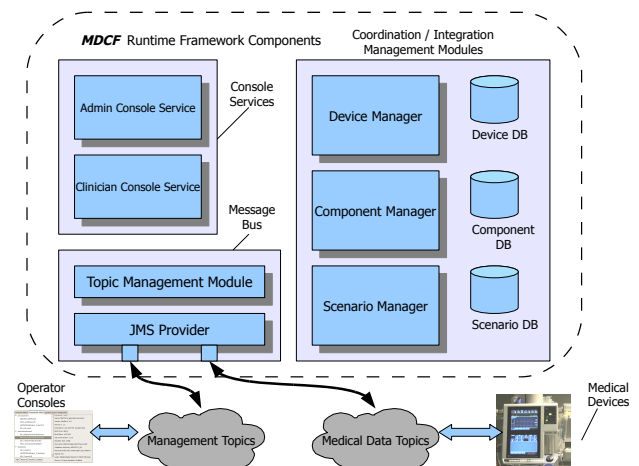 MDCF Runtime Framework Components
Coordination / Integration
Management Modules
Admin Console Service
Clinician Console Service
Console
Services
Device Manager
Device DB
Component Manager
Component
DB
Scenario Manager
Scenario DB
Message
Bus
Topic Management Module
JMS Provider
Operator
Consoles
Management Topics
Medical Data Topics
Medical
Devices